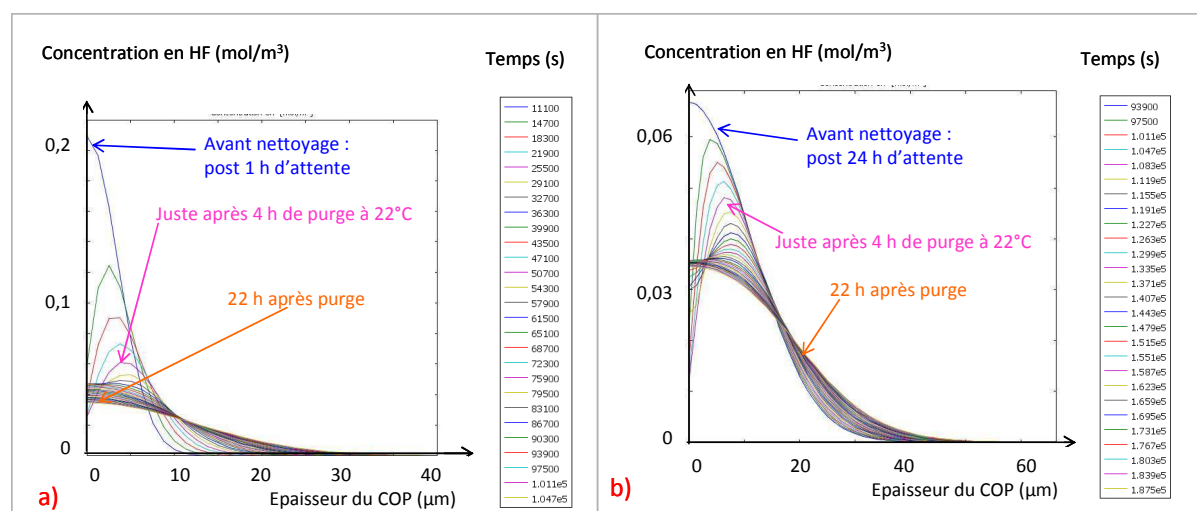 Concentration en HF (mol/m³)
Temps (s)
0,2
0,1
0
Avant nettoyage :
post 1 h d'attente
Juste après 4 h de purge à 22°C
22 h après purge
0 10 20 30 40
Epaisseur du COP (µm)
a)
11100
14700
18300
21900
25500
29100
32700
36300
39900
43500
47100
50700
54300
57900
61500
65100
68700
72300
75900
79500
83100
86700
90300
93900
97500
1.011e5
1.047e5
Concentration en HF (mol/m³)
Temps (s)
0,06
0,03
0
Avant nettoyage :
post 24 h d'attente
Juste après 4 h de purge à 22°C
22 h après purge
0 20 40 60
Epaisseur du COP (µm)
b)
93900
97500
1.011e5
1.047e5
1.083e5
1.119e5
1.155e5
1.191e5
1.227e5
1.263e5
1.299e5
1.335e5
1.371e5
1.407e5
1.443e5
1.479e5
1.515e5
1.551e5
1.587e5
1.623e5
1.659e5
1.695e5
1.731e5
1.767e5
1.803e5
1.839e5
1.875e5